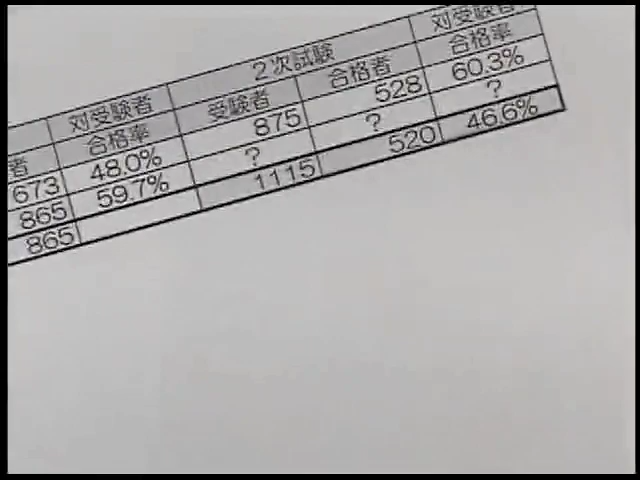 2次試験
対受験者
合格率
対受験者
合格率
受験者
合格者
者
673
48.0%
875
528
60.3%
865
59.7%
?
?
?
865
1115
520
46.6%